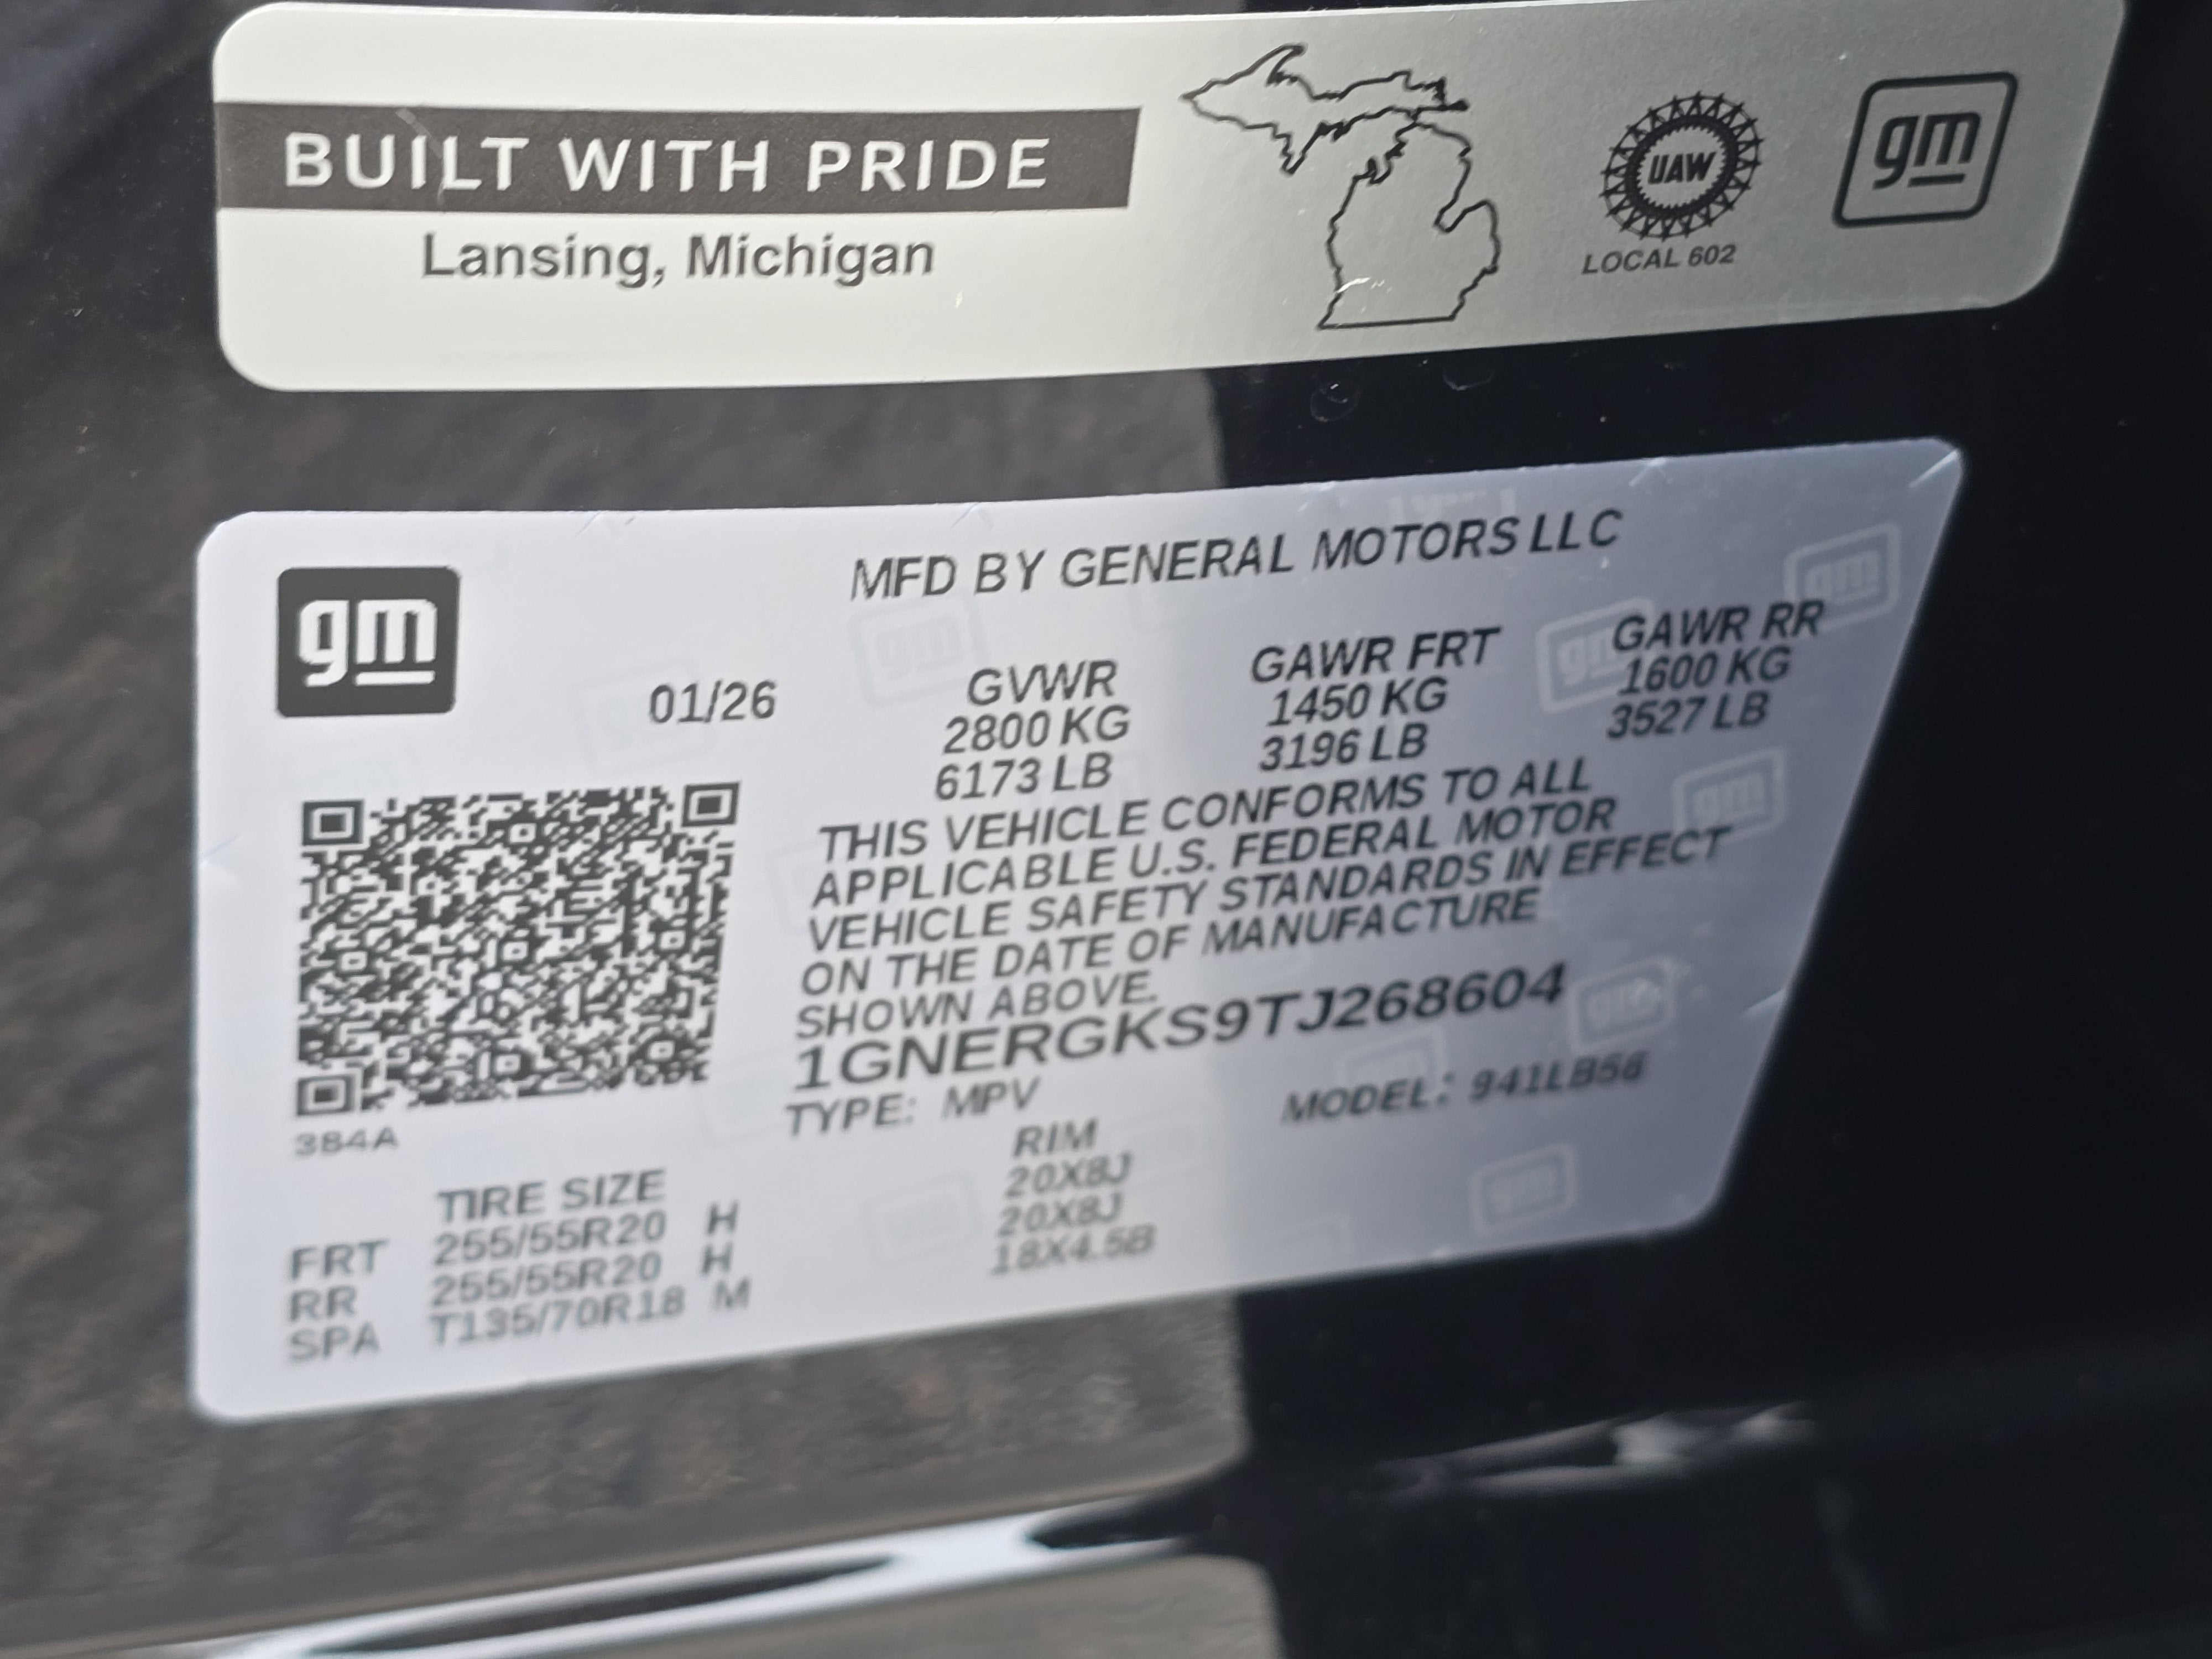 BUILT WITH PRIDE
Lansing, Michigan
UAW
LOCAL 602
gm
gm
MFD BY GENERAL MOTORS LLC
01/26
GVWR
2800 KG
6173 LB
GAWR FRT
1450 KG
3196 LB
GAWR RR
1600 KG
3527 LB
THIS VEHICLE CONFORMS TO ALL
APPLICABLE U.S. FEDERAL MOTOR
VEHICLE SAFETY STANDARDS IN EFFECT
ON THE DATE OF MANUFACTURE
SHOWN ABOVE.
1GNERGKS9TJ268604
TYPE: MPV
MODEL: 941LB56
384A
TIRE SIZE
RIM
FRT 255/55R20 H 20X8J
RR 255/55R20 H 20X8J
SPA T135/70R18 M 18X4.5B